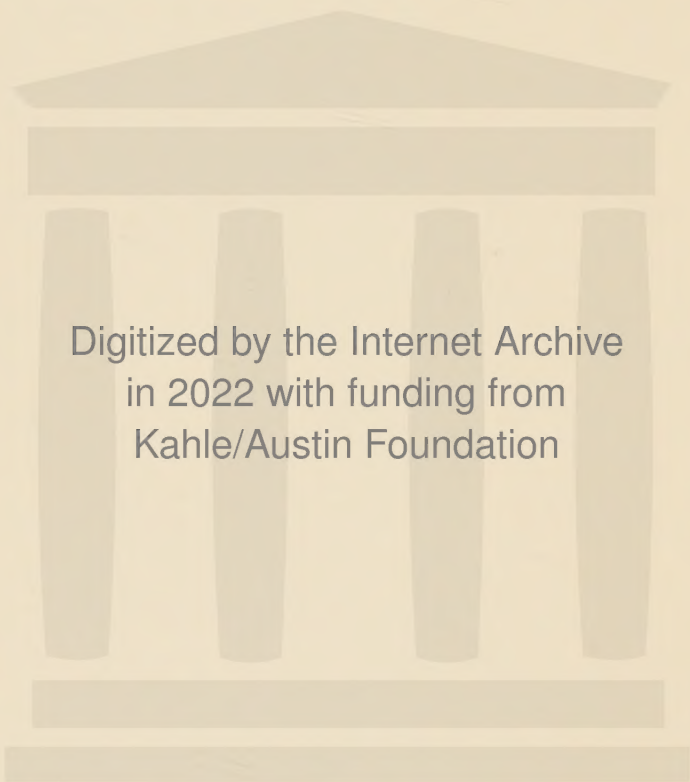 Digitized by the Internet Archive
in 2022 with funding from
Kahle/Austin Foundation